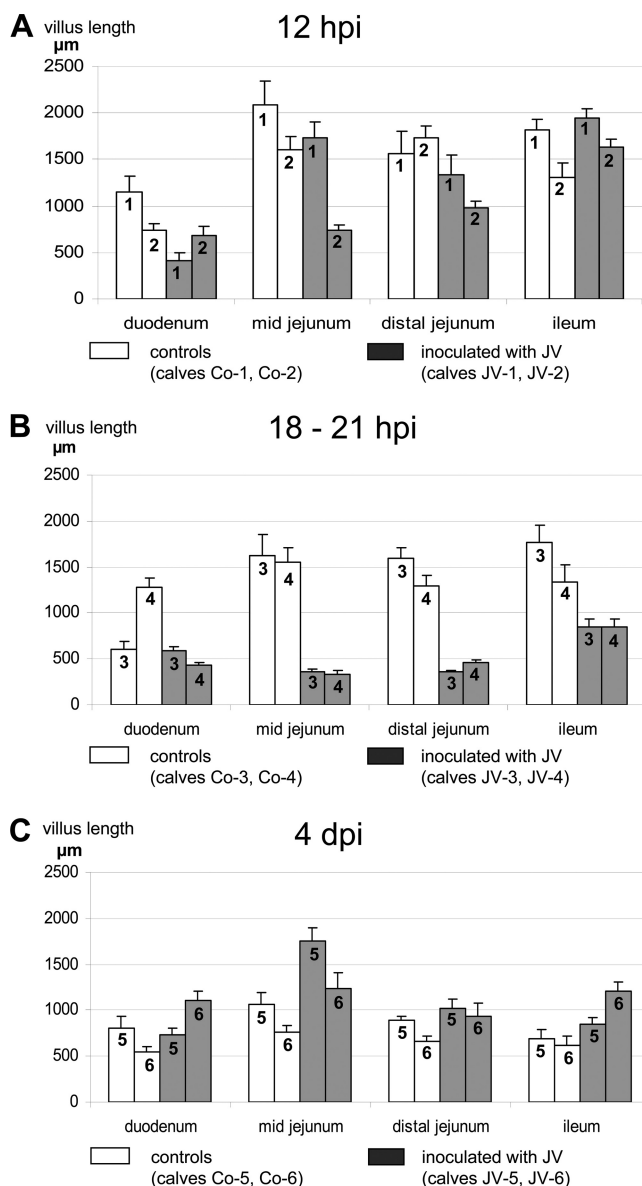 A villus length 12 hpi
µm
2500
2000
1500
1000
500
0
1 2 1 2
1 2 1 2
1 2 1 2
1 2 1 2
duodenum mid jejunum distal jejunum ileum
controls inoculated with JV
(calves Co-1, Co-2) (calves JV-1, JV-2)
B villus length 18 - 21 hpi
µm
2500
2000
1500
1000
500
0
3 4 3 4
3 4 3 4
3 4 3 4
3 4 3 4
duodenum mid jejunum distal jejunum ileum
controls inoculated with JV
(calves Co-3, Co-4) (calves JV-3, JV-4)
C villus length 4 dpi
µm
2500
2000
1500
1000
500
0
5 6 5 6
5 6 5 6
5 6 5 6
5 6 5 6
duodenum mid jejunum distal jejunum ileum
controls inoculated with JV
(calves Co-5, Co-6) (calves JV-5, JV-6)